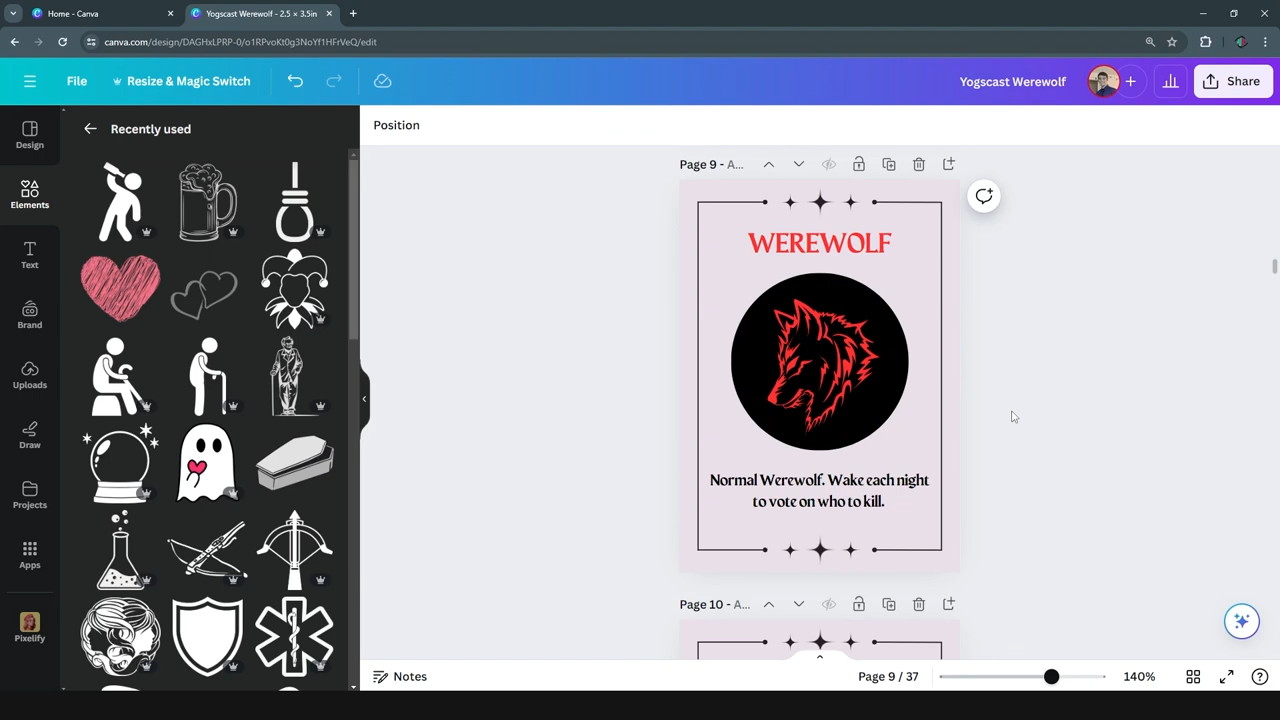 Home - Canva
Yogscast Werewolf - 2.5 × 3.5in
canva.com/design/DAGHxLPRP-0/o1RPvoKt0g3NoYf1HFrVeQ/edit
File
Resize & Magic Switch
Yogscast Werewolf
Share
Design
Elements
Text
Brand
Uploads
Draw
Projects
Apps
Pixelify
Recently used
Position
Page 9 - A...
WEREWOLF
Normal Werewolf. Wake each night
to vote on who to kill.
Page 10 - A...
Notes
Page 9 / 37
140%